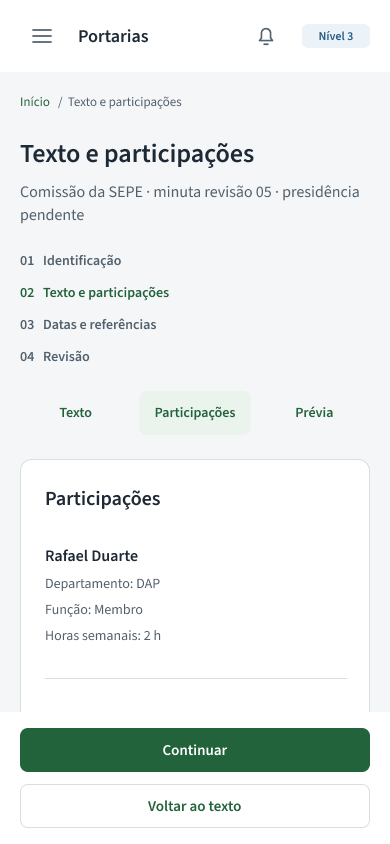 Portarias
Nível 3
Início / Texto e participações
Texto e participações
Comissão da SEPE · minuta revisão 05 · presidência
pendente
01 Identificação
02 Texto e participações
03 Datas e referências
04 Revisão
Texto Participações Prévia
Participações
Rafael Duarte
Departamento: DAP
Função: Membro
Horas semanais: 2 h
Continuar
Voltar ao texto